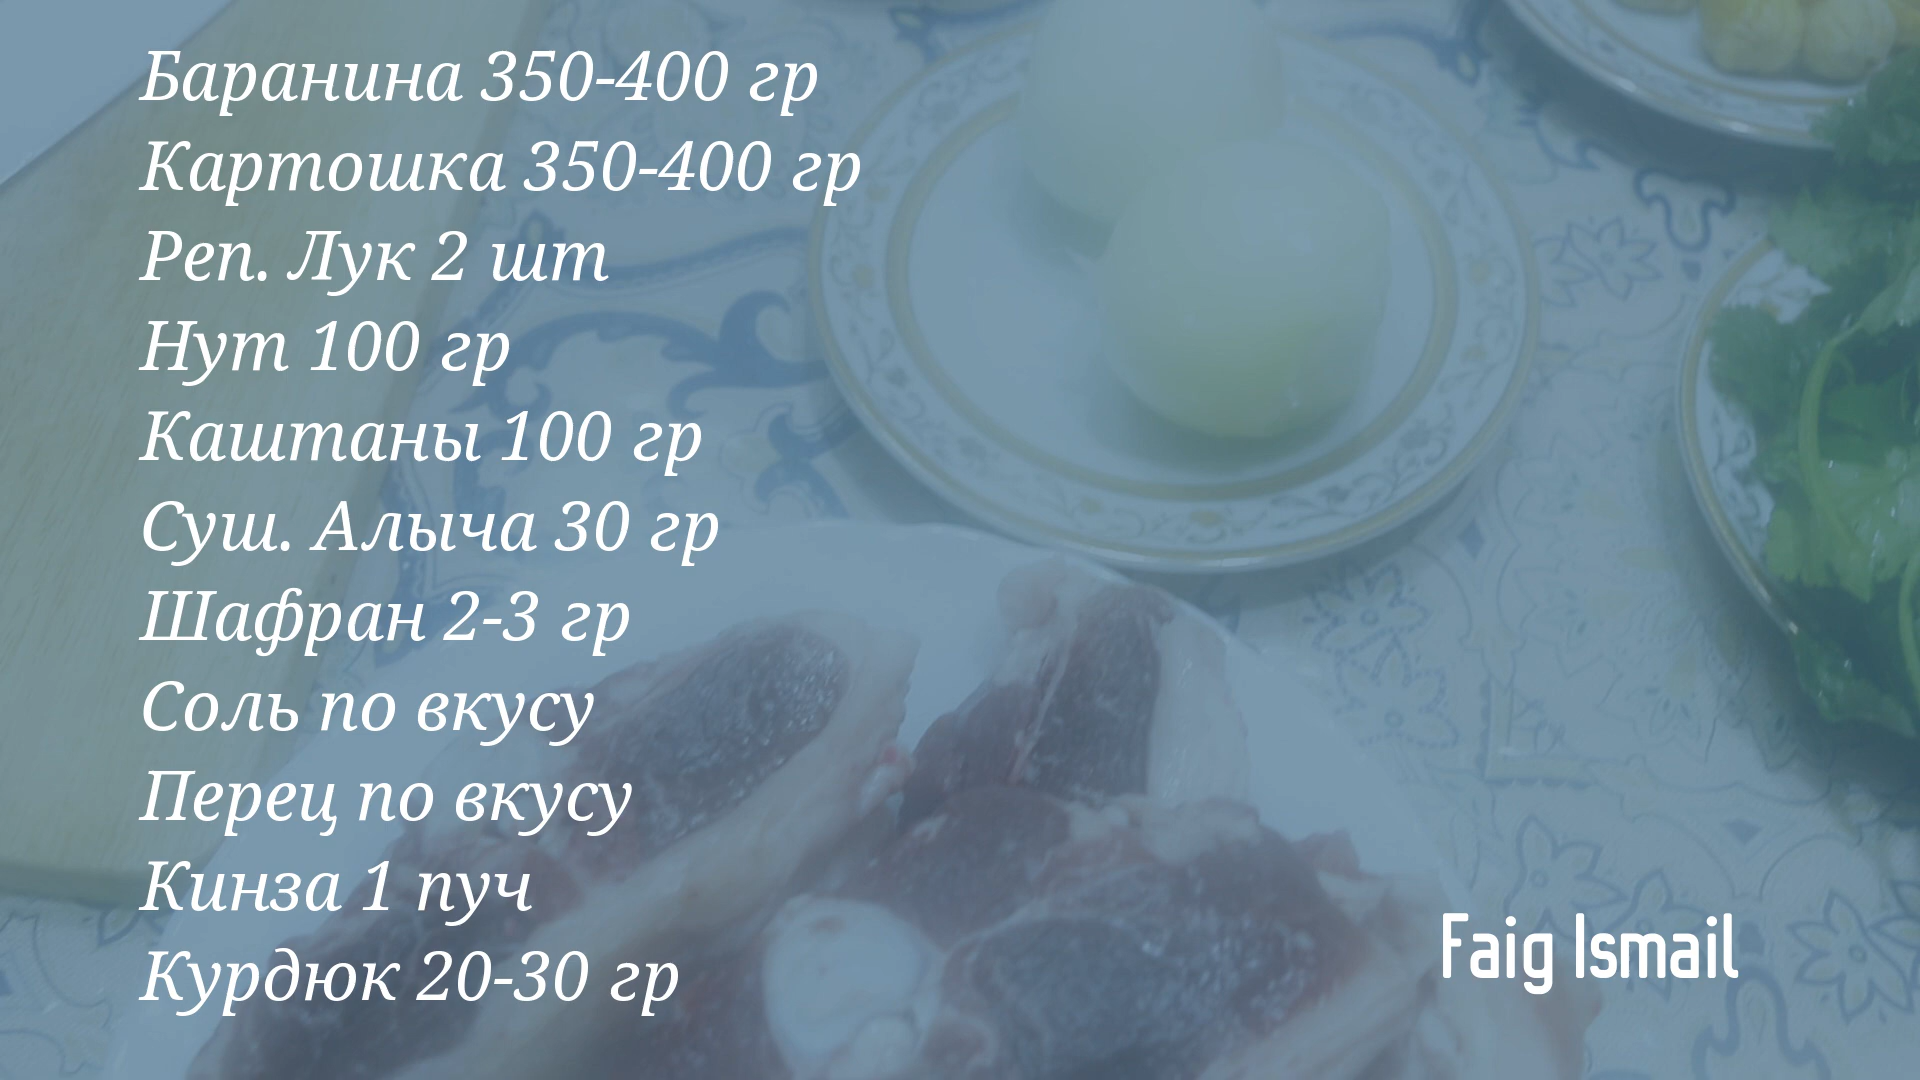 Баранина 350-400 гр
Картошка 350-400 гр
Реп. Лук 2 шт
Нут 100 гр
Каштаны 100 гр
Суш. Алыча 30 гр
Шафран 2-3 гр
Соль по вкусу
Перец по вкусу
Кинза 1 пуч
Курдюк 20-30 гр
Faig Ismail